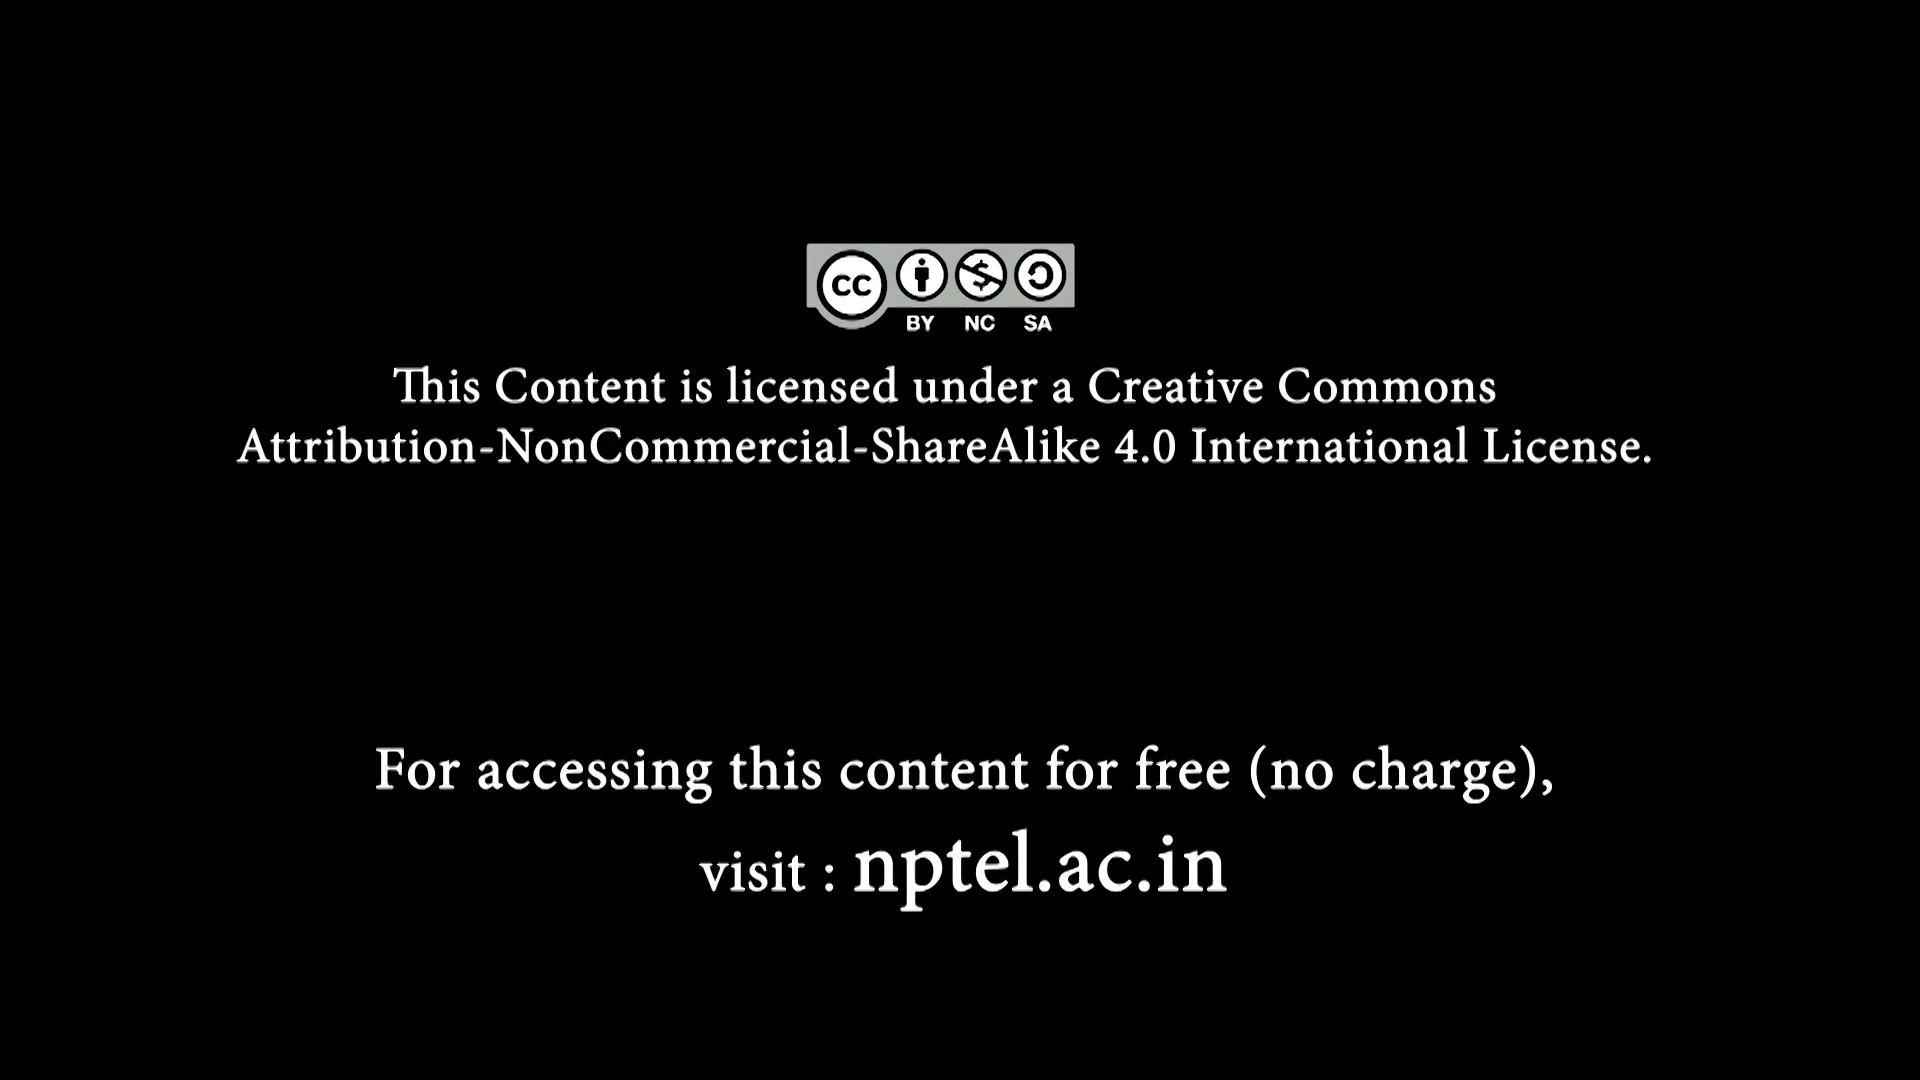 CC
BY NC SA
This Content is licensed under a Creative Commons
Attribution-NonCommercial-ShareAlike 4.0 International License.
For accessing this content for free (no charge),
visit : nptel.ac.in